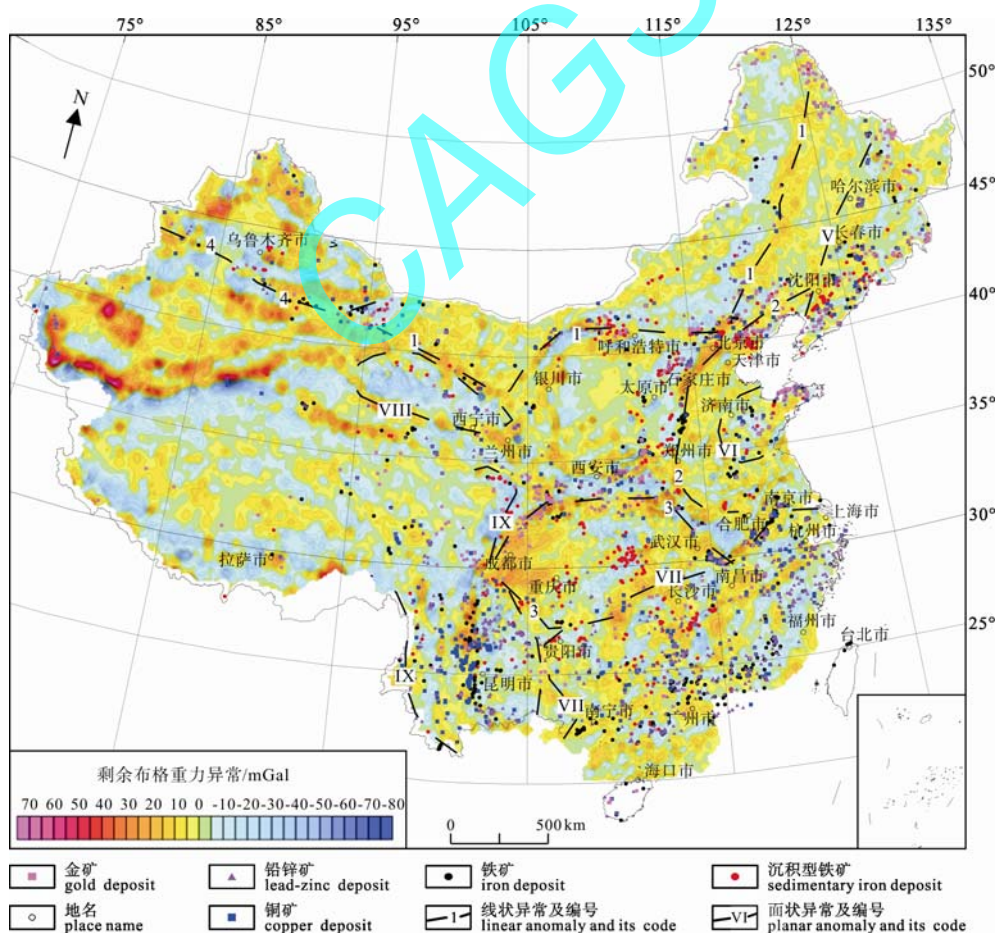 75° 85° 95° 105° 115° 125° 135°
CAGS
50°
45°
40°
35°
30°
25°
N
1
哈尔滨市
4
乌鲁木齐市
V
长春市
4
1
沈阳市
2
1
1
呼和浩特市
北京市
天津市
银川市
太原市
石家庄市
VIII
西宁市
济南市
兰州市
郑州市
VI
西安市
2
IX
3
南京市
合肥市
上海市
武汉市
杭州市
拉萨市
成都市
重庆市
VII
南昌市
长沙市
3
福州市
贵阳市
台北市
IX
昆明市
VII
南宁市
广州市
海口市
剩余布格重力异常/mGal
70 60 50 40 30 20 10 0 -10-20-30-40-50-60-70-80
0 500 km
金矿
gold deposit
铅锌矿
lead-zinc deposit
铁矿
iron deposit
沉积型铁矿
sedimentary iron deposit
地名
place name
铜矿
copper deposit
1
线状异常及编号
linear anomaly and its code
VI
面状异常及编号
planar anomaly and its code